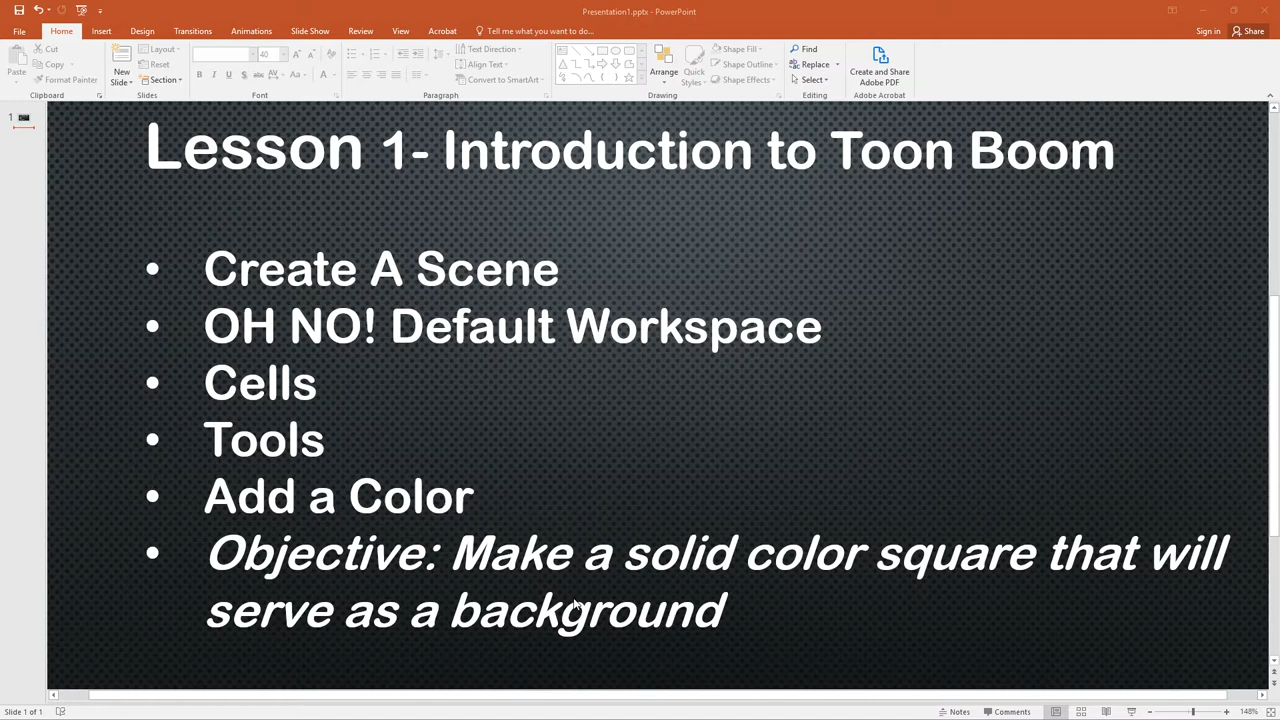 Presentation1.pptx - PowerPoint
File Home Insert Design Transitions Animations Slide Show Review View Acrobat Tell me what you want to do... Sign in Share
Paste Cut Copy Format Painter
Clipboard
New Slide Layout Reset Section
Slides
40
B I U S abc AV Aa A
Font
Text Direction Align Text Convert to SmartArt
Paragraph
Arrange Quick Styles Shape Fill Shape Outline Shape Effects
Drawing
Find Replace Select
Editing
Create and Share Adobe PDF
Adobe Acrobat
1
Lesson 1- Introduction to Toon Boom
• Create A Scene
• OH NO! Default Workspace
• Cells
• Tools
• Add a Color
• Objective: Make a solid color square that will
serve as a background
Slide 1 of 1 Notes Comments 148%